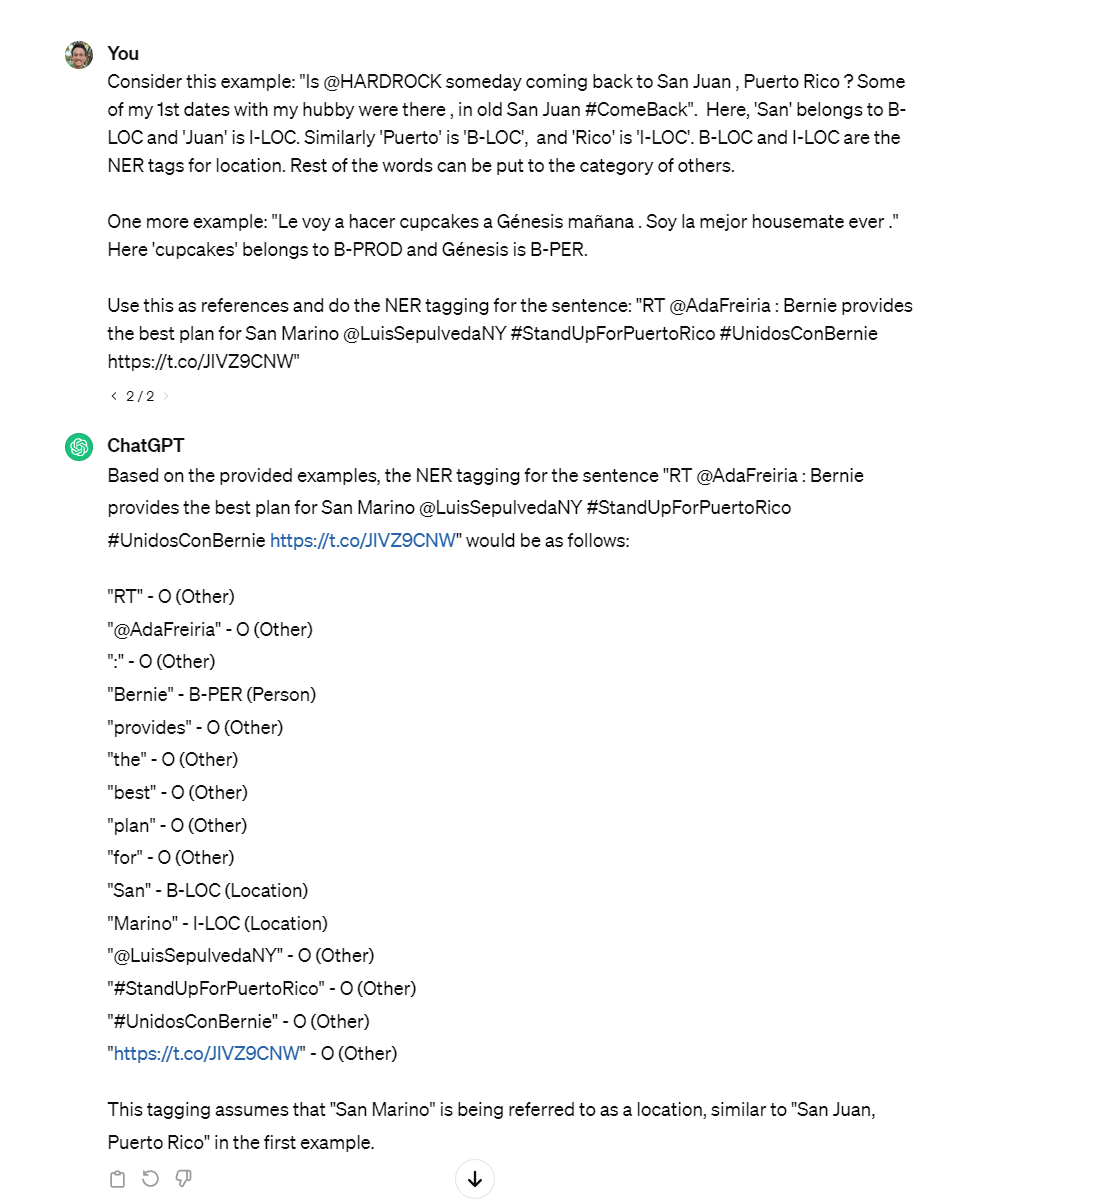 You
Consider this example: "Is @HARDROCK someday coming back to San Juan , Puerto Rico ? Some
of my 1st dates with my hubby were there , in old San Juan #ComeBack".  Here, 'San' belongs to B-
LOC and 'Juan' is I-LOC. Similarly 'Puerto' is 'B-LOC',  and 'Rico' is 'I-LOC'. B-LOC and I-LOC are the
NER tags for location. Rest of the words can be put to the category of others.
One more example: "Le voy a hacer cupcakes a Génesis mañana . Soy la mejor housemate ever ."
Here 'cupcakes' belongs to B-PROD and Génesis is B-PER.
Use this as references and do the NER tagging for the sentence: "RT @AdaFreiria : Bernie provides
the best plan for San Marino @LuisSepulvedaNY #StandUpForPuertoRico #UnidosConBernie
https://t.co/JIVZ9CNW"
2 / 2
ChatGPT
Based on the provided examples, the NER tagging for the sentence "RT @AdaFreiria : Bernie
provides the best plan for San Marino @LuisSepulvedaNY #StandUpForPuertoRico
#UnidosConBernie https://t.co/JIVZ9CNW" would be as follows:
"RT" - O (Other)
"@AdaFreiria" - O (Other)
":" - O (Other)
"Bernie" - B-PER (Person)
"provides" - O (Other)
"the" - O (Other)
"best" - O (Other)
"plan" - O (Other)
"for" - O (Other)
"San" - B-LOC (Location)
"Marino" - I-LOC (Location)
"@LuisSepulvedaNY" - O (Other)
"#StandUpForPuertoRico" - O (Other)
"#UnidosConBernie" - O (Other)
"https://t.co/JIVZ9CNW" - O (Other)
This tagging assumes that "San Marino" is being referred to as a location, similar to "San Juan,
Puerto Rico" in the first example.